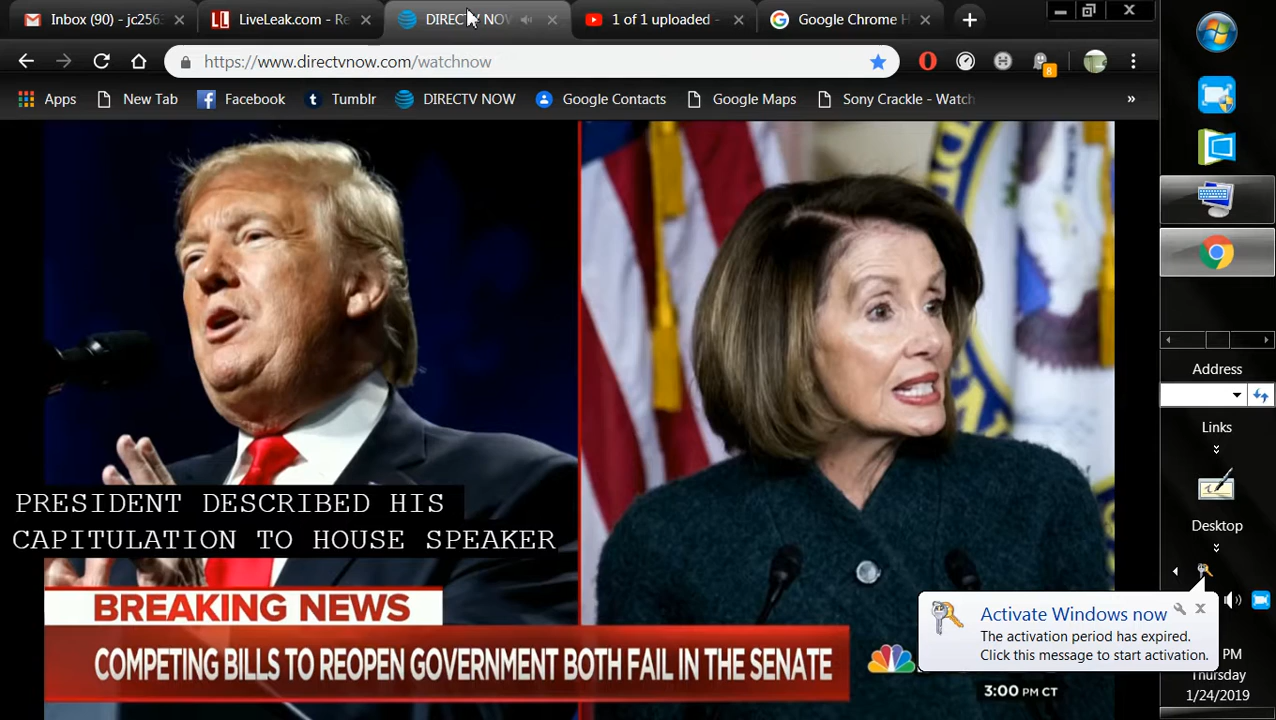 Inbox (90) - jc256
LiveLeak.com - Re
DIRECTV NOW
1 of 1 uploaded -
Google Chrome H
https://www.directvnow.com/watchnow
8
Apps
New Tab
Facebook
Tumblr
DIRECTV NOW
Google Contacts
Google Maps
Sony Crackle - Watch
»
PRESIDENT DESCRIBED HIS
CAPITULATION TO HOUSE SPEAKER
BREAKING NEWS
COMPETING BILLS TO REOPEN GOVERNMENT BOTH FAIL IN THE SENATE
3:00 PM CT
Address
Links
Desktop
Activate Windows now
The activation period has expired.
Click this message to start activation.
PM
Thursday
1/24/2019